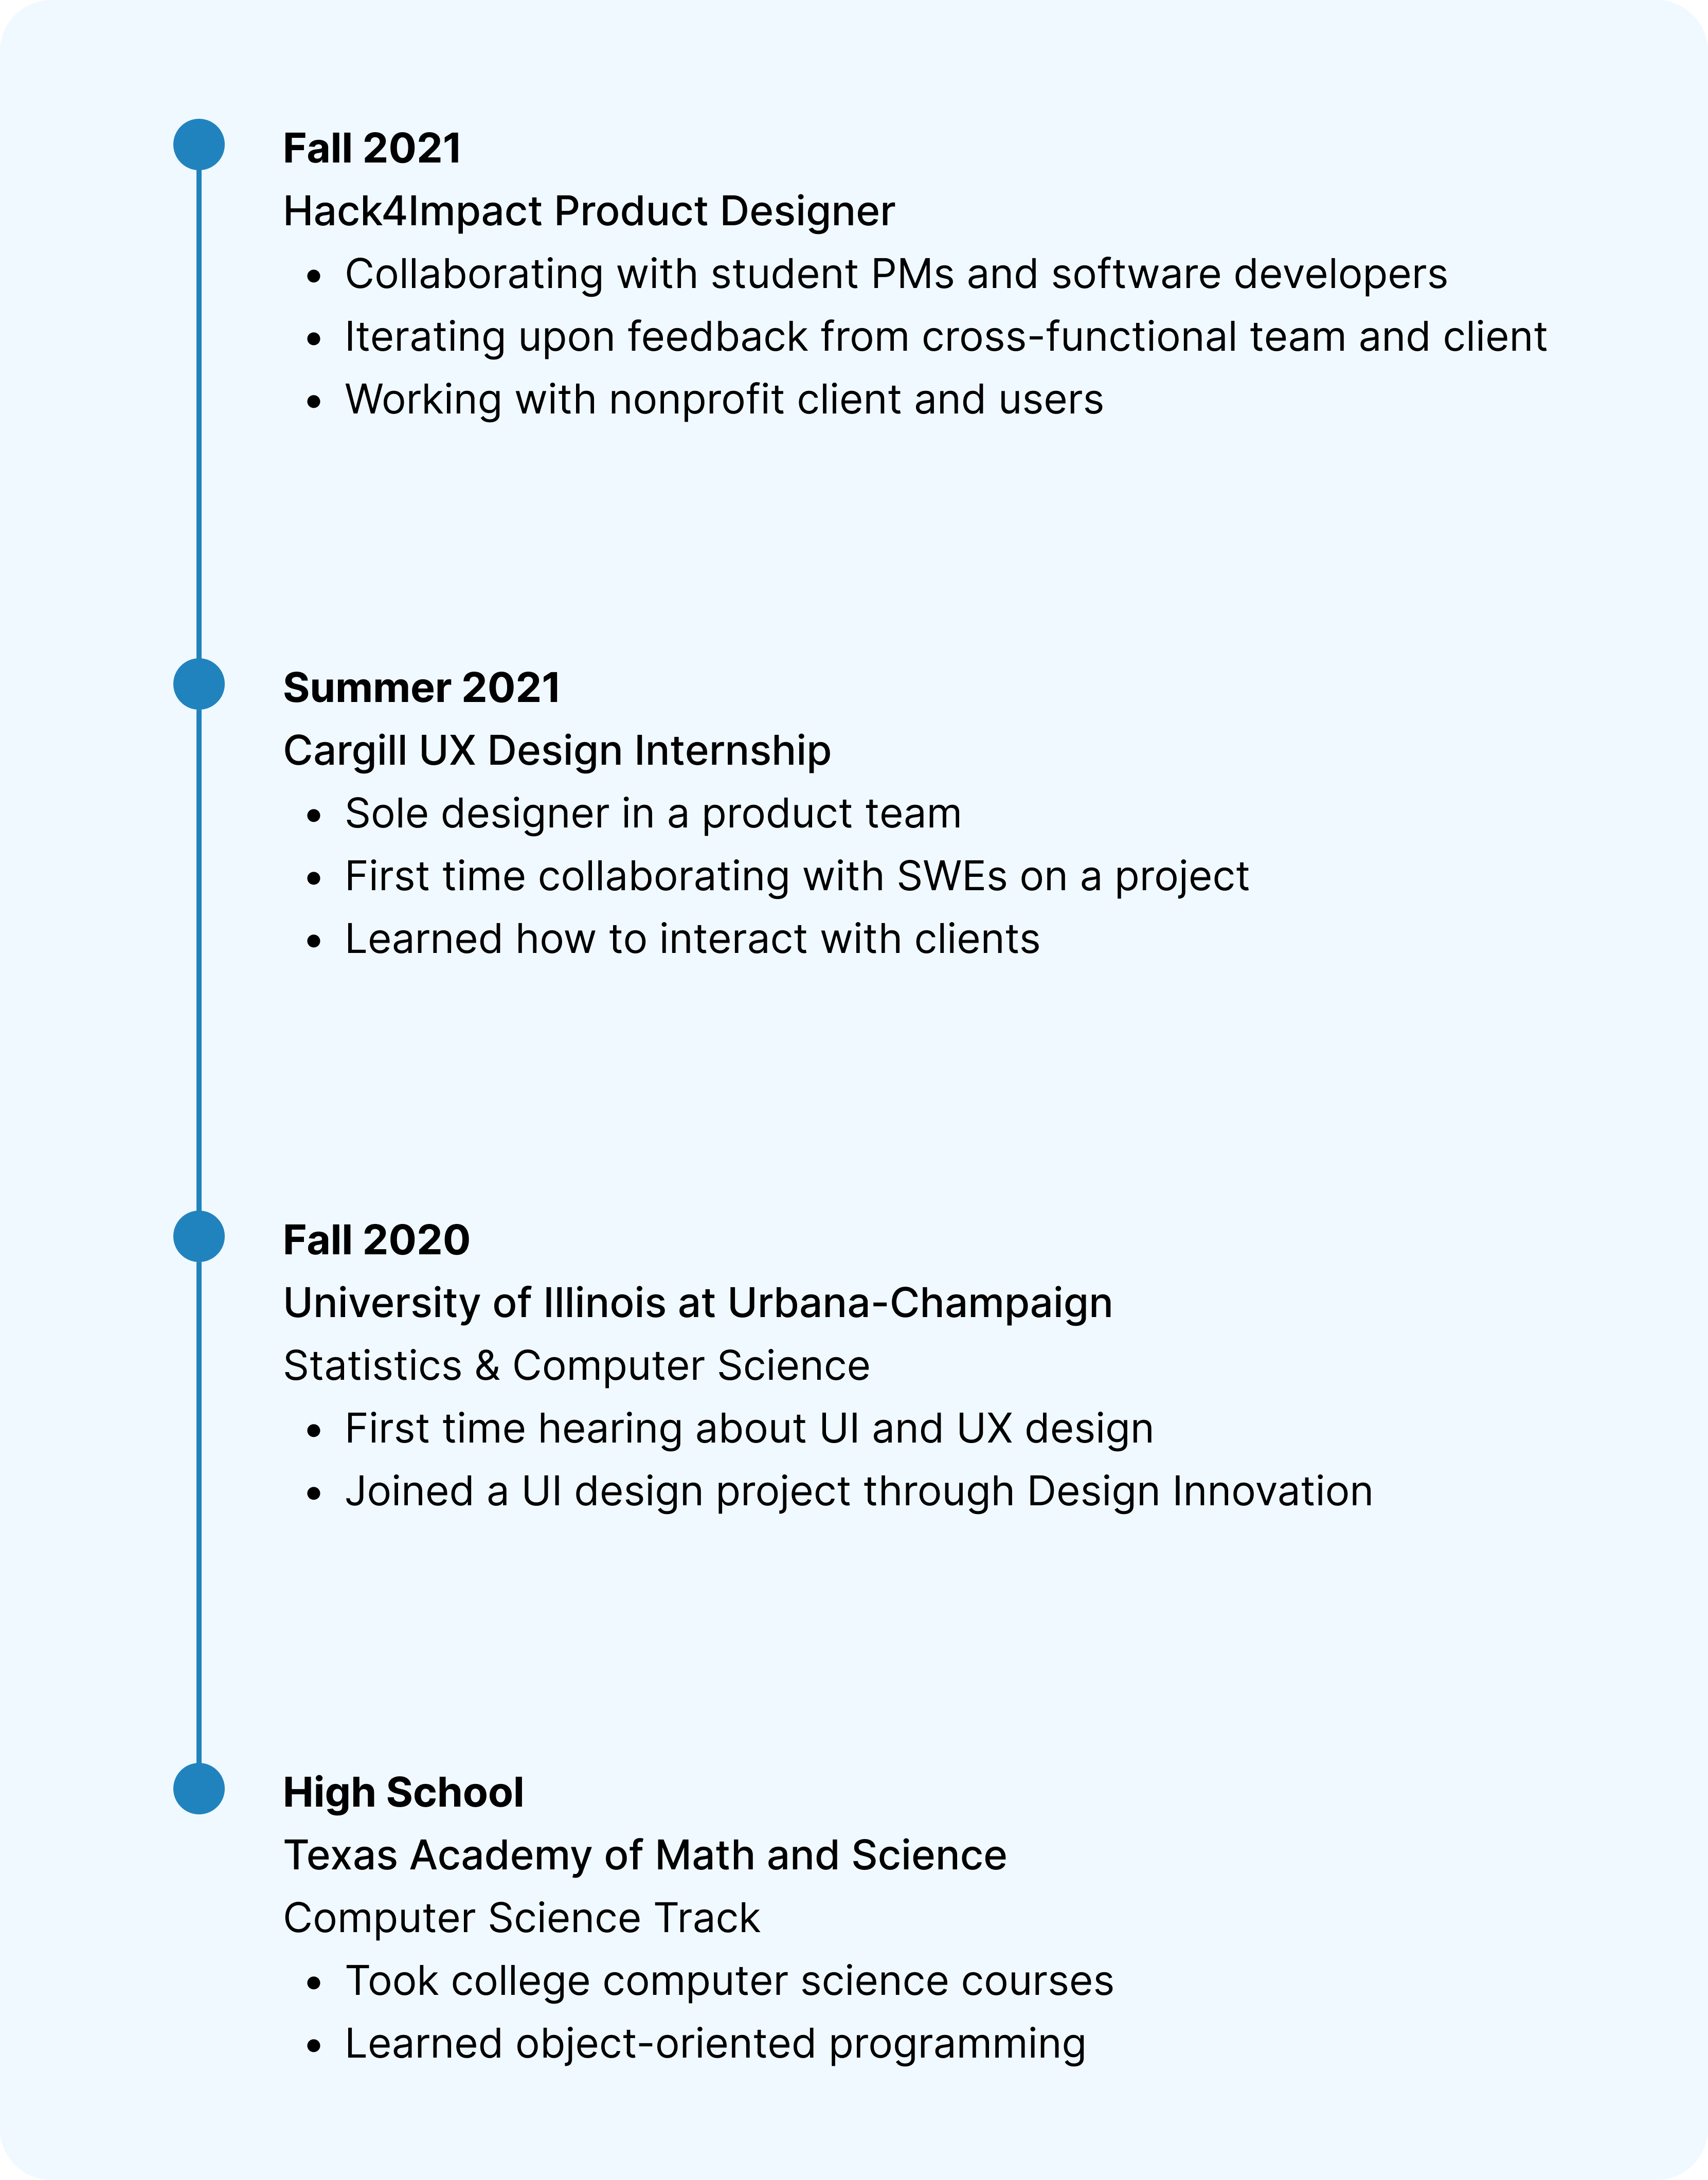 Fall 2021
Hack4Impact Product Designer
• Collaborating with student PMs and software developers
• Iterating upon feedback from cross-functional team and client
• Working with nonprofit client and users
Summer 2021
Cargill UX Design Internship
• Sole designer in a product team
• First time collaborating with SWEs on a project
• Learned how to interact with clients
Fall 2020
University of Illinois at Urbana-Champaign
Statistics & Computer Science
• First time hearing about UI and UX design
• Joined a UI design project through Design Innovation
High School
Texas Academy of Math and Science
Computer Science Track
• Took college computer science courses
• Learned object-oriented programming